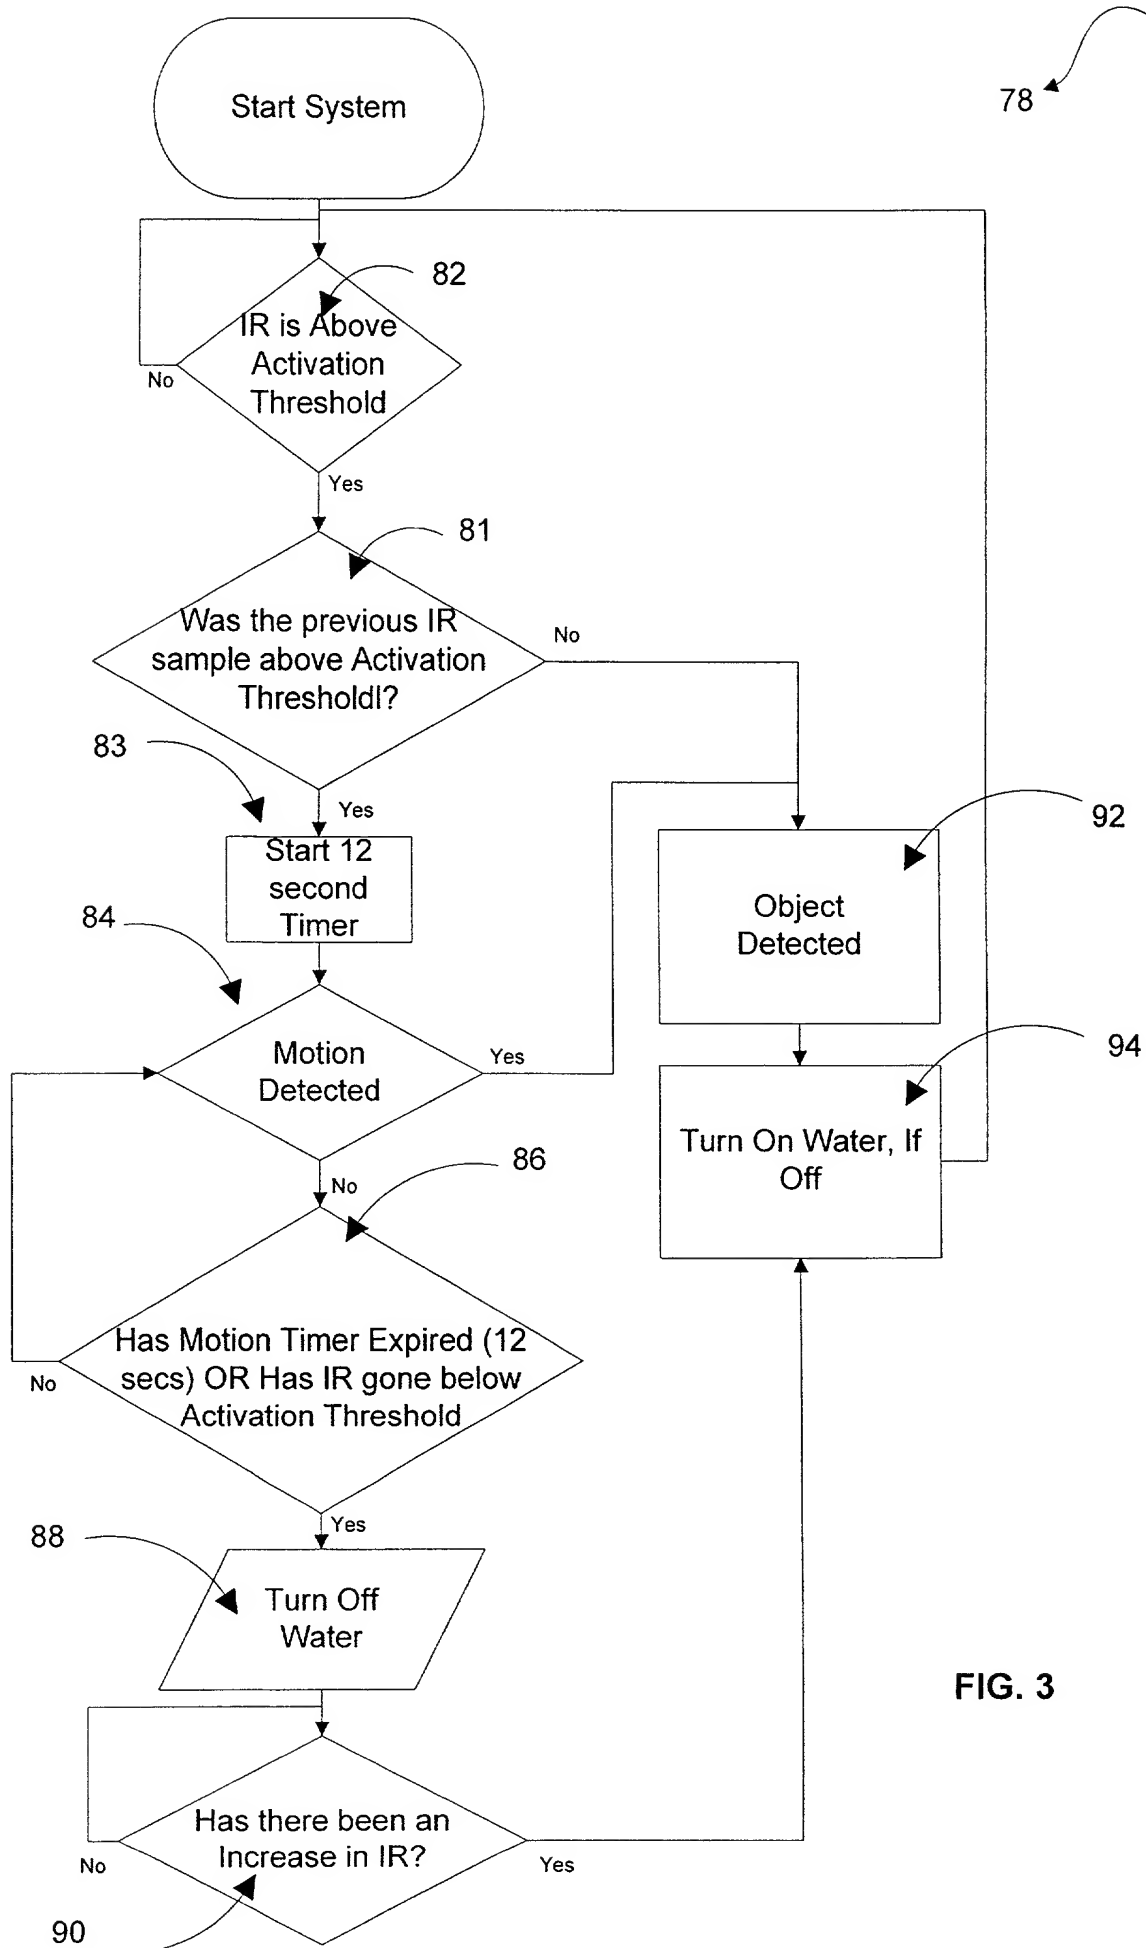 Start System
78
82
IR is Above
Activation
Threshold
No
Yes
81
Was the previous IR
sample above Activation
Thresholdl?
No
83
Yes
Start 12
second
Timer
92
84
Object
Detected
Motion
Detected
Yes
94
Turn On Water, If
Off
86
No
Has Motion Timer Expired (12
secs) OR Has IR gone below
Activation Threshold
No
Yes
88
Turn Off
Water
FIG. 3
Has there been an
Increase in IR?
No
Yes
90